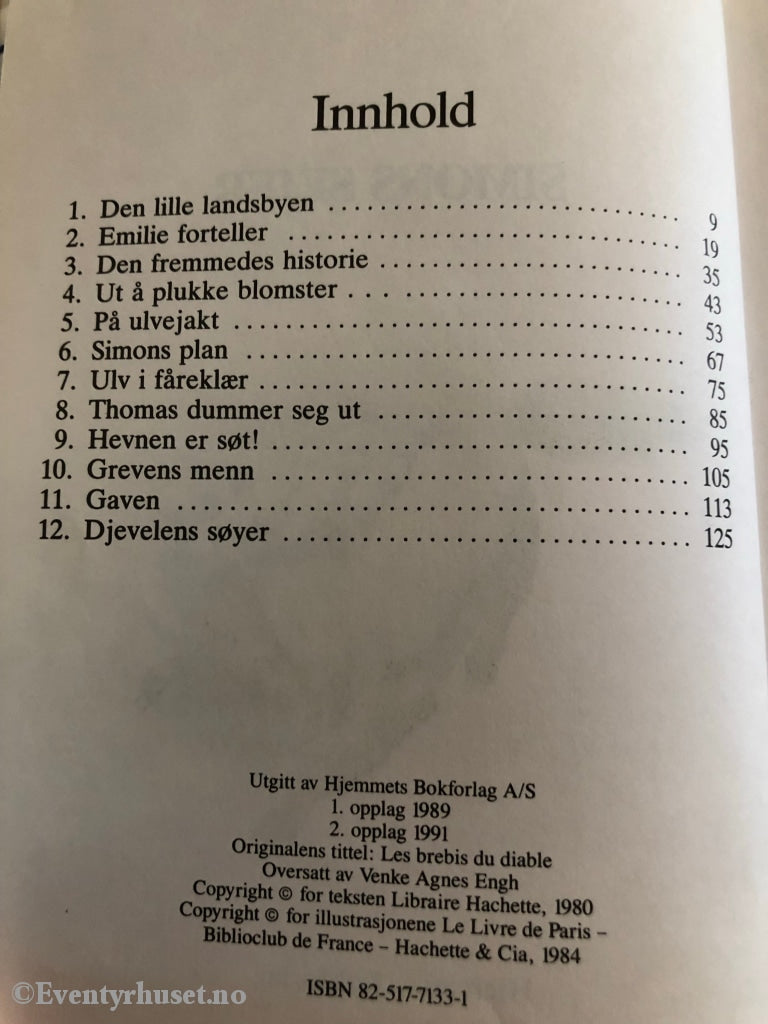 Innhold
1. Den lille landsbyen ............................. 9
2. Emilie forteller ................................ 19
3. Den fremmedes historie ......................... 35
4. Ut å plukke blomster ... ....................... 43
5. På ulvejakt .................................... 53
6. Simons plan .................................... 67
7. Ulv i fåreklær ................................. 75
8. Thomas dummer seg ut .......................... 85
9. Hevnen er søt! ................................. 95
10. Grevens menn ................................ 105
11. Gaven ........................................ 113
12. Djevelens søyer ............................... 125
Utgitt av Hjemmets Bokforlag A/S
1. opplag 1989
2. opplag 1991
Originalens tittel: Les brebis du diable
Oversatt av Venke Agnes Engh
Copyright © for teksten Libraire Hachette, 1980
Copyright © for illustrasjonene Le Livre de Paris –
Biblioclub de France – Hachette & Cia, 1984
ISBN 82-517-7133-1
©Eventyrhuset.no